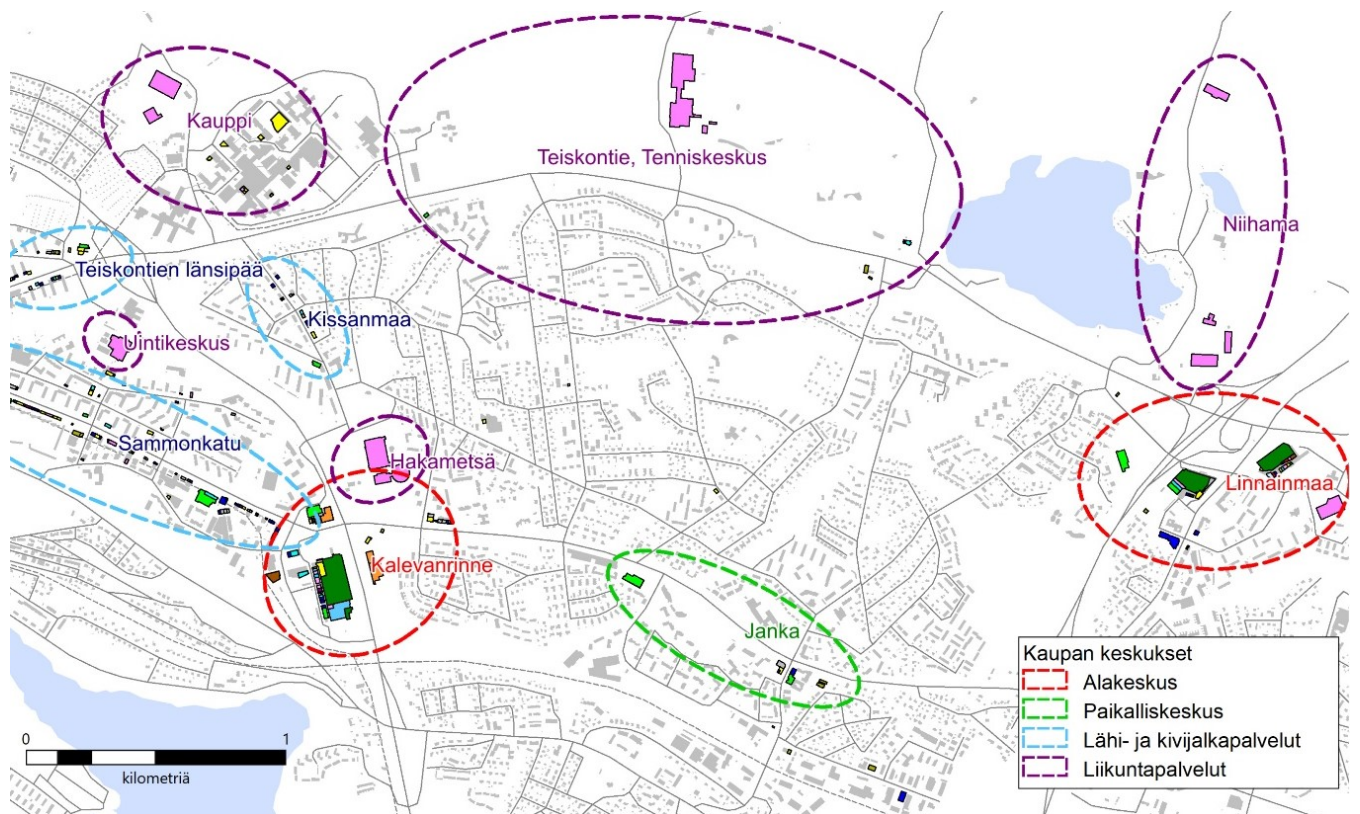 Kauppi
Teiskontie, Tenniskeskus
Niihama
Teiskontien länsipää
Kissanmaa
Uintikeskus
Sammonkatu
Hakametsä
Linnainmaa
Kalevanrinne
Janka
Kaupan keskukset
Alakeskus
Paikalliskeskus
Lähi- ja kivijalkapalvelut
Liikuntapalvelut
0 1
kilometriä